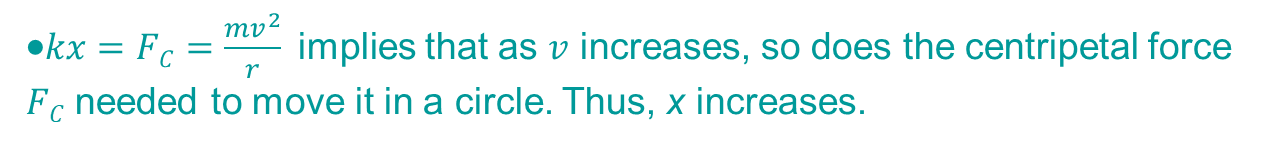 ●kx = F_C = mv²/r implies that as v increases, so does the centripetal force
F_C needed to move it in a circle. Thus, x increases.